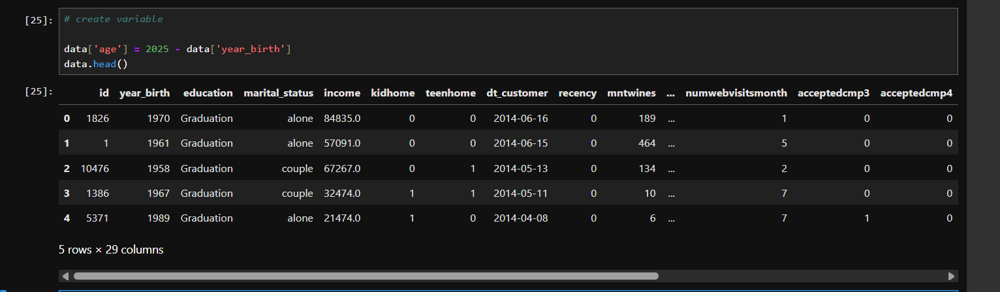 [25]: # create variable
data['age'] = 2025 - data['year_birth']
data.head()
[25]: id year_birth education marital_status income kidhome teenhome dt_customer recency mntwines ... numwebvisitsmonth acceptedcmp3 acceptedcmp4
0 1826 1970 Graduation alone 84835.0 0 0 2014-06-16 0 189 ... 1 0 0
1 1 1961 Graduation alone 57091.0 0 0 2014-06-15 0 464 ... 5 0 0
2 10476 1958 Graduation couple 67267.0 0 1 2014-05-13 0 134 ... 2 0 0
3 1386 1967 Graduation couple 32474.0 1 1 2014-05-11 0 10 ... 7 0 0
4 5371 1989 Graduation alone 21474.0 1 0 2014-04-08 0 6 ... 7 1 0
5 rows × 29 columns